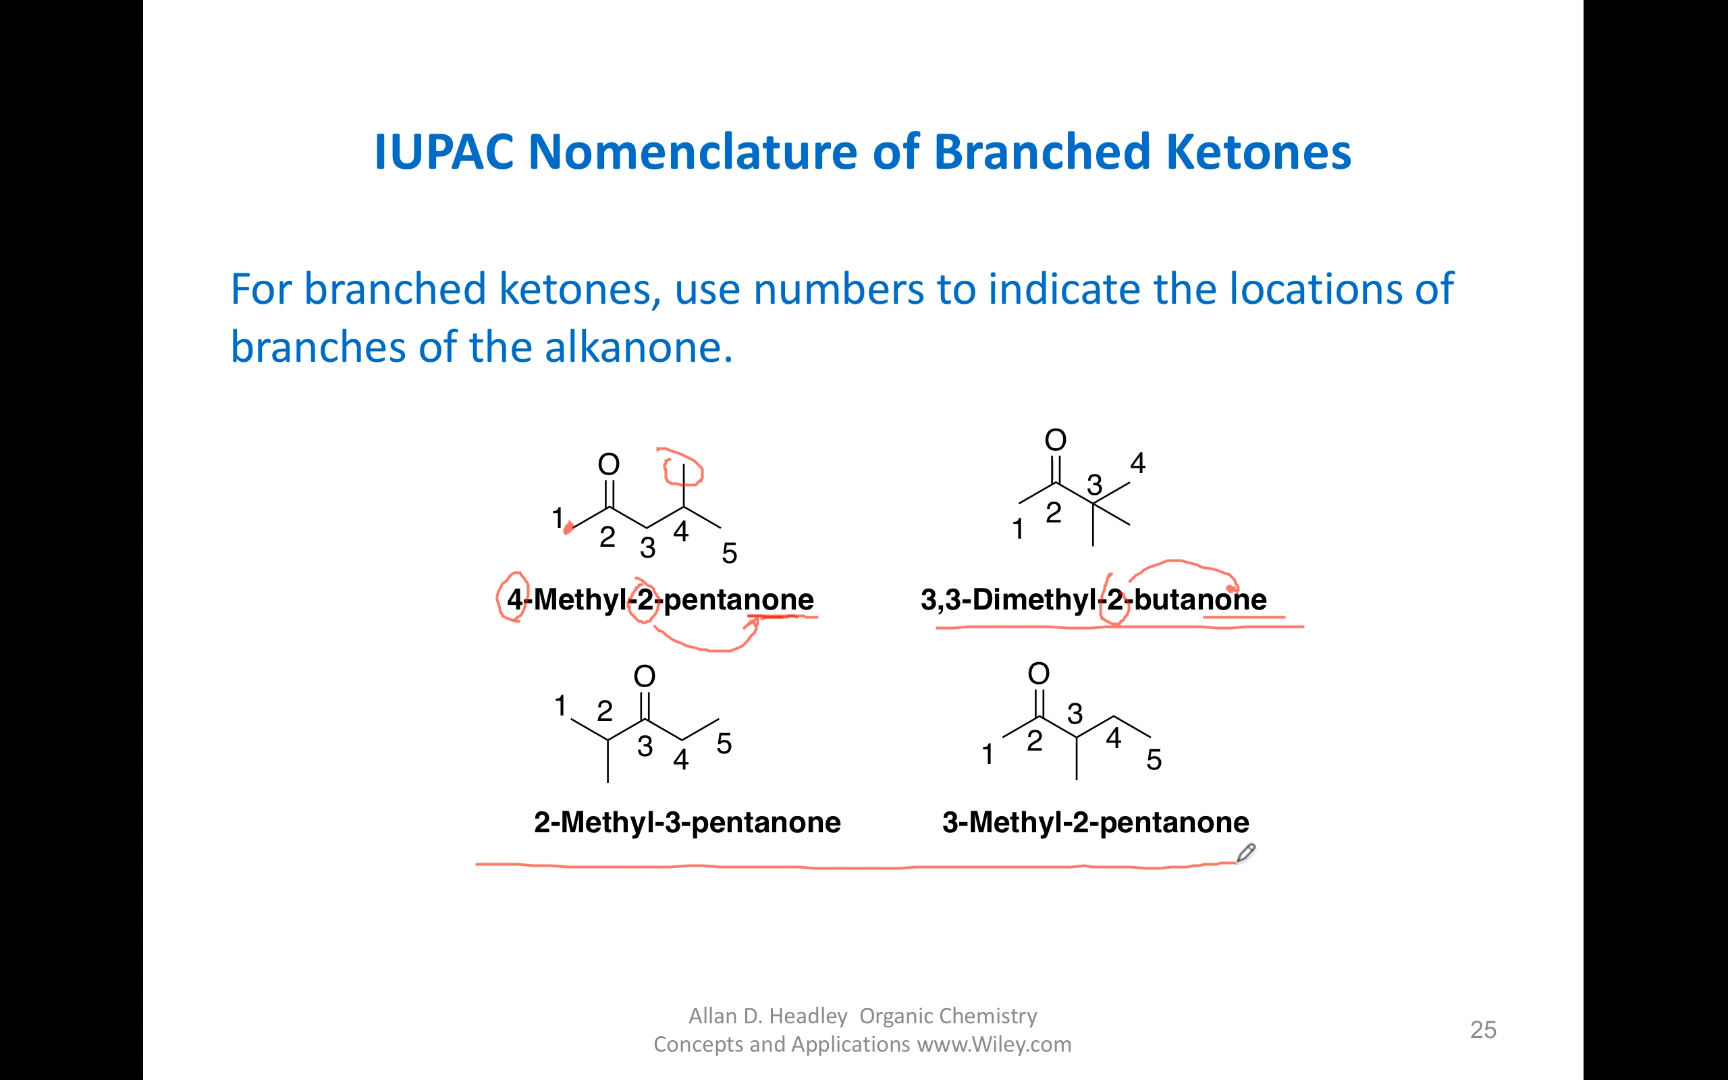 IUPAC Nomenclature of Branched Ketones
For branched ketones, use numbers to indicate the locations of
branches of the alkanone.
O
1
2
3
4
5
4-Methyl-2-pentanone
O
1
2
3
4
3,3-Dimethyl-2-butanone
O
1
2
3
4
5
2-Methyl-3-pentanone
O
1
2
3
4
5
3-Methyl-2-pentanone
Allan D. Headley Organic Chemistry
Concepts and Applications www.Wiley.com
25